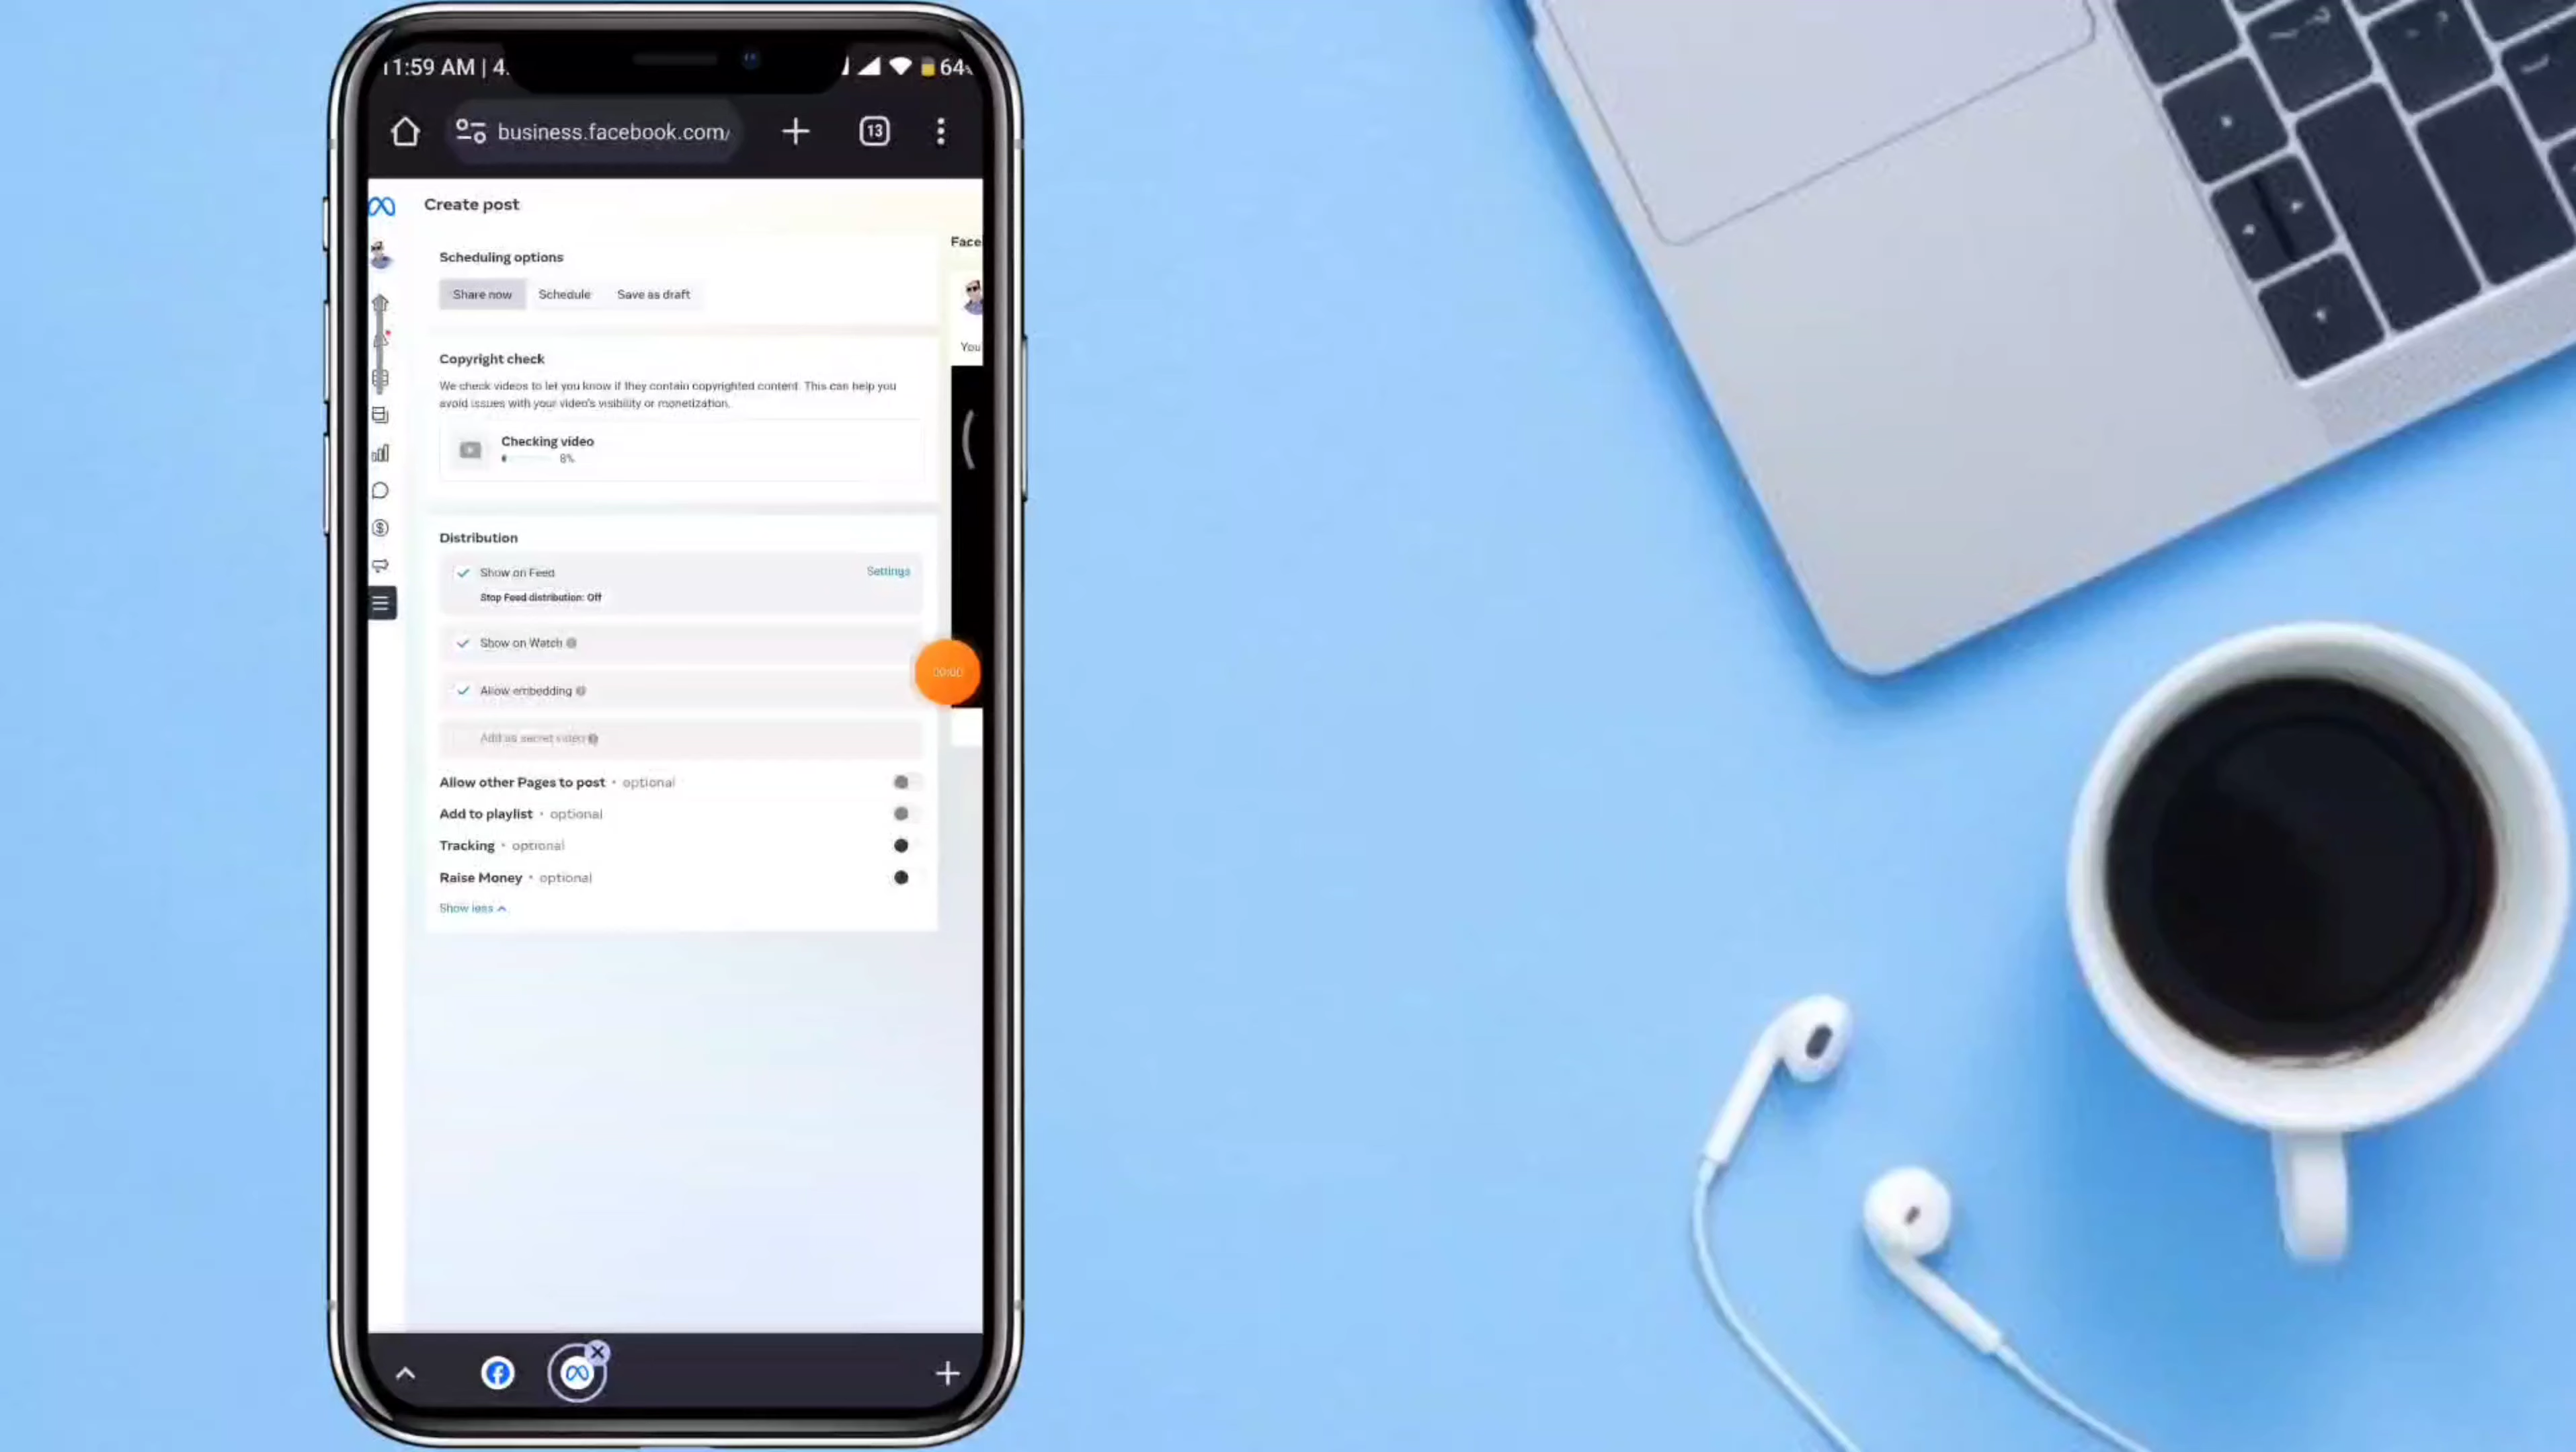 11:59 AM | 4.
64%
business.facebook.com/
13
Create post
Scheduling options
Share now
Schedule
Save as draft
Face
You
Copyright check
We check videos to let you know if they contain copyrighted content. This can help you
avoid issues with your video's visibility or monetization.
Checking video
8%
Distribution
Show on Feed
Settings
Stop Feed distribution: Off
Show on Watch
00:00
Allow embedding
Add as secret video
Allow other Pages to post • optional
Add to playlist • optional
Tracking • optional
Raise Money • optional
Show less